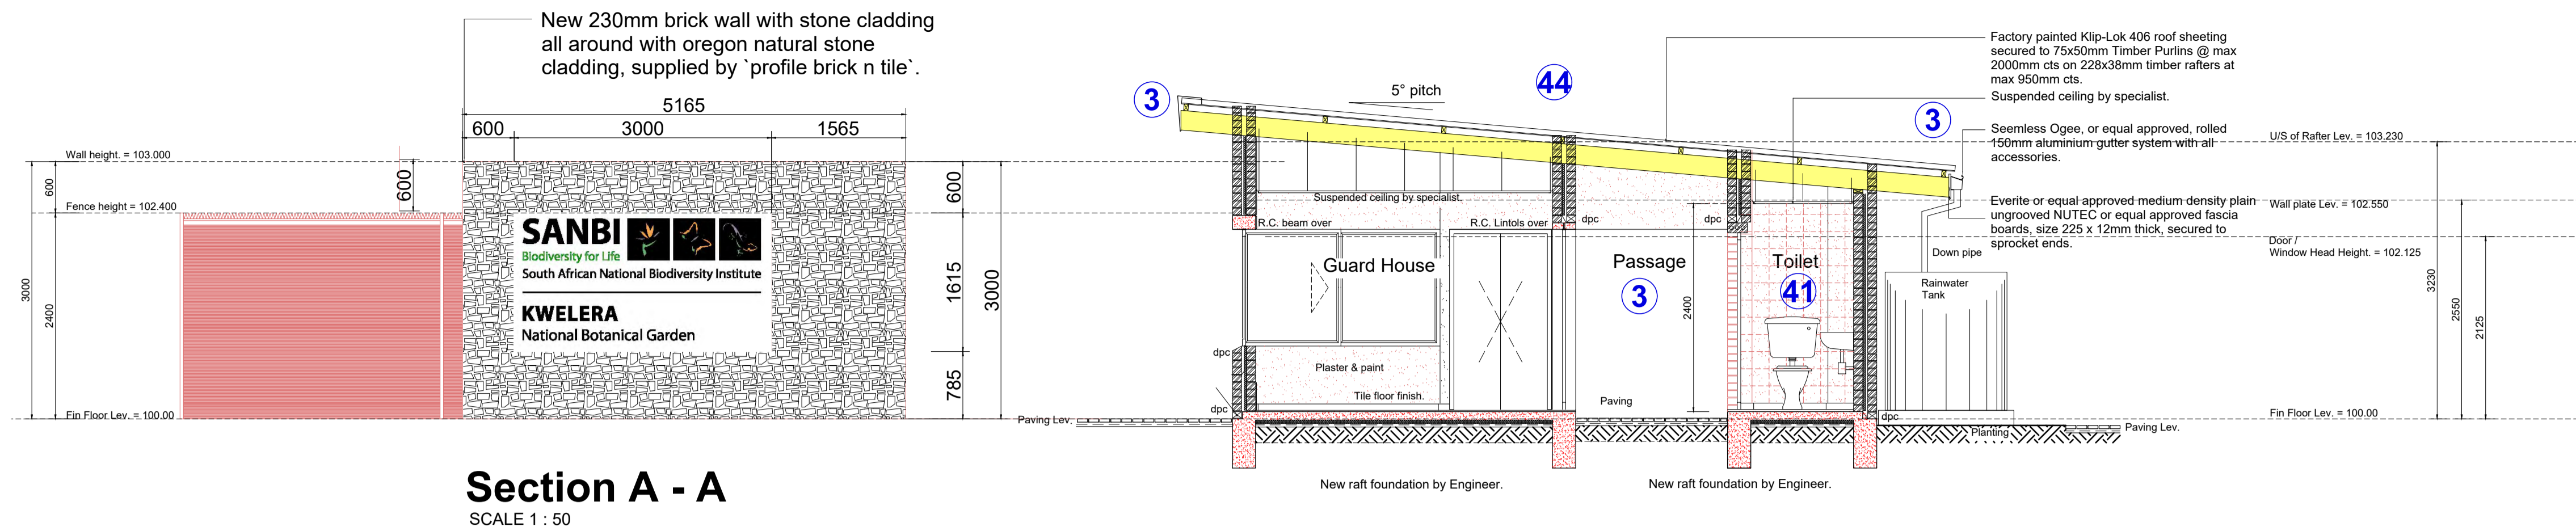 New 230mm brick wall with stone cladding
all around with oregon natural stone
cladding, supplied by `profile brick n tile`.
5165
600
3000
1565
Wall height. = 103.000
600
Fence height = 102.400
600
3000
2400
Fin Floor Lev. = 100.00
SANBI
Biodiversity for Life
South African National Biodiversity Institute
KWELERA
National Botanical Garden
600
1615
3000
785
Section A - A
SCALE 1 : 50
3
44
5° pitch
3
Factory painted Klip-Lok 406 roof sheeting
secured to 75x50mm Timber Purlins @ max
2000mm cts on 228x38mm timber rafters at
max 950mm cts.
Suspended ceiling by specialist.
Seemless Ogee, or equal approved, rolled
150mm aluminium gutter system with all
accessories.
Everite or equal approved medium density plain
ungrooved NUTEC or equal approved fascia
boards, size 225 x 12mm thick, secured to
sprocket ends.
Suspended ceiling by specialist.
R.C. beam over
R.C. Lintols over
dpc
dpc
Guard House
Passage
3
2400
Toilet
41
Down pipe
Rainwater
Tank
dpc
Plaster & paint
Tile floor finish.
Paving
dpc
dpc
Paving Lev.
Planting
Paving Lev.
New raft foundation by Engineer.
New raft foundation by Engineer.
U/S of Rafter Lev. = 103.230
Wall plate Lev. = 102.550
Door /
Window Head Height. = 102.125
3230
2550
2125
Fin Floor Lev. = 100.00